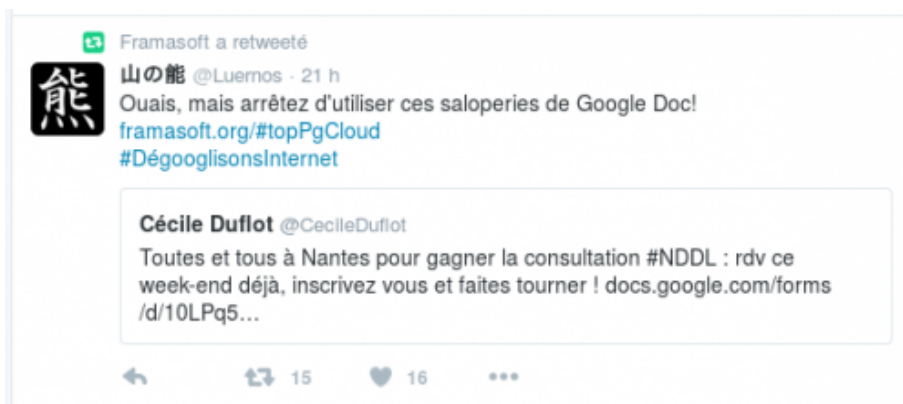 Framasoft a retweeté
熊
山の能 @Luernos · 21 h
Ouais, mais arrêtez d'utiliser ces saloperies de Google Doc!
framasoft.org/#topPgCloud
#DégooglisonsInternet
Cécile Duflot @CecileDuflot
Toutes et tous à Nantes pour gagner la consultation #NDDL : rdv ce
week-end déjà, inscrivez vous et faites tourner ! docs.google.com/forms
/d/10LPq5…
15 16